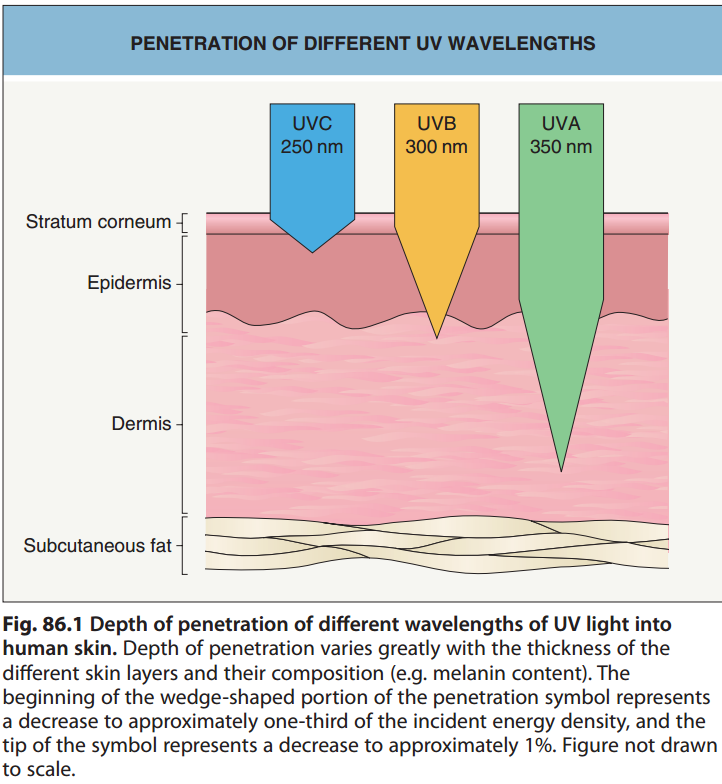 PENETRATION OF DIFFERENT UV WAVELENGTHS
UVC
250 nm
UVB
300 nm
UVA
350 nm
Stratum corneum
Epidermis
Dermis
Subcutaneous fat
Fig. 86.1 Depth of penetration of different wavelengths of UV light into
human skin. Depth of penetration varies greatly with the thickness of the
different skin layers and their composition (e.g. melanin content). The
beginning of the wedge-shaped portion of the penetration symbol represents
a decrease to approximately one-third of the incident energy density, and the
tip of the symbol represents a decrease to approximately 1%. Figure not drawn
to scale.